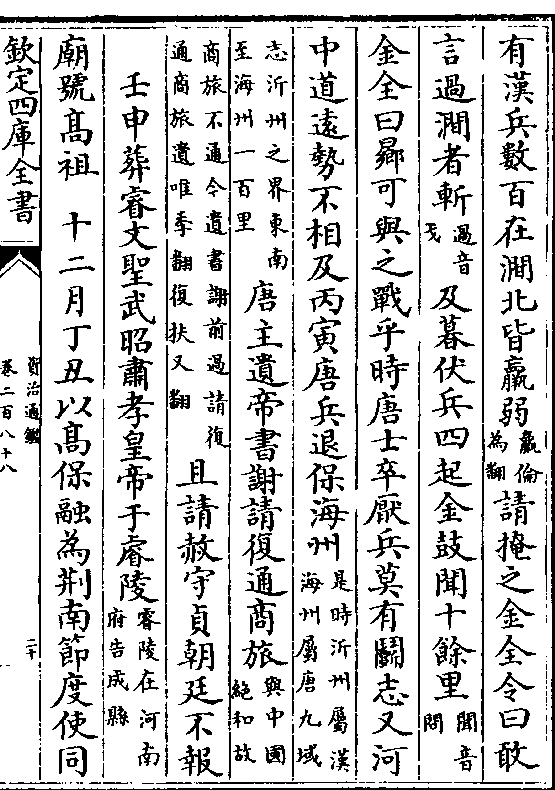 有漢兵數百在澗北皆羸弱羸倫為翻請掩之金全令曰敢
言過澗者斬過音戈及暮伏兵四起金鼓聞十餘里聞音問
金全曰曏可與之戰乎時唐士卒厭兵莫有鬭志又河
中道遠勢不相及丙寅唐兵退保海州是時沂州屬漢海州屬唐九域
志沂州之界東南至海州一百里唐主遺帝書謝請復通商旅與中國絶和故
商旅不通今遺書謝前過請復通商旅遺唯季翻復扶又翻且請赦守貞朝廷不報
壬申葬睿文聖武昭肅孝皇帝于睿陵睿陵在河南府告成縣
廟號髙祖 十二月丁丑以髙保融為荆南節度使同
欽定四庫全書
資治通鑑
卷二百八十八
二十